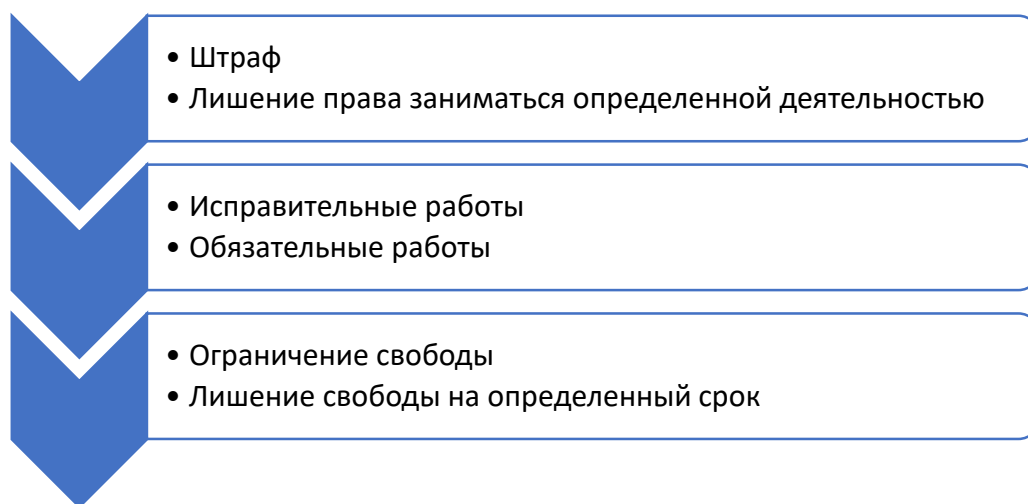 • Штраф
• Лишение права заниматься определенной деятельностью
• Исправительные работы
• Обязательные работы
• Ограничение свободы
• Лишение свободы на определенный срок